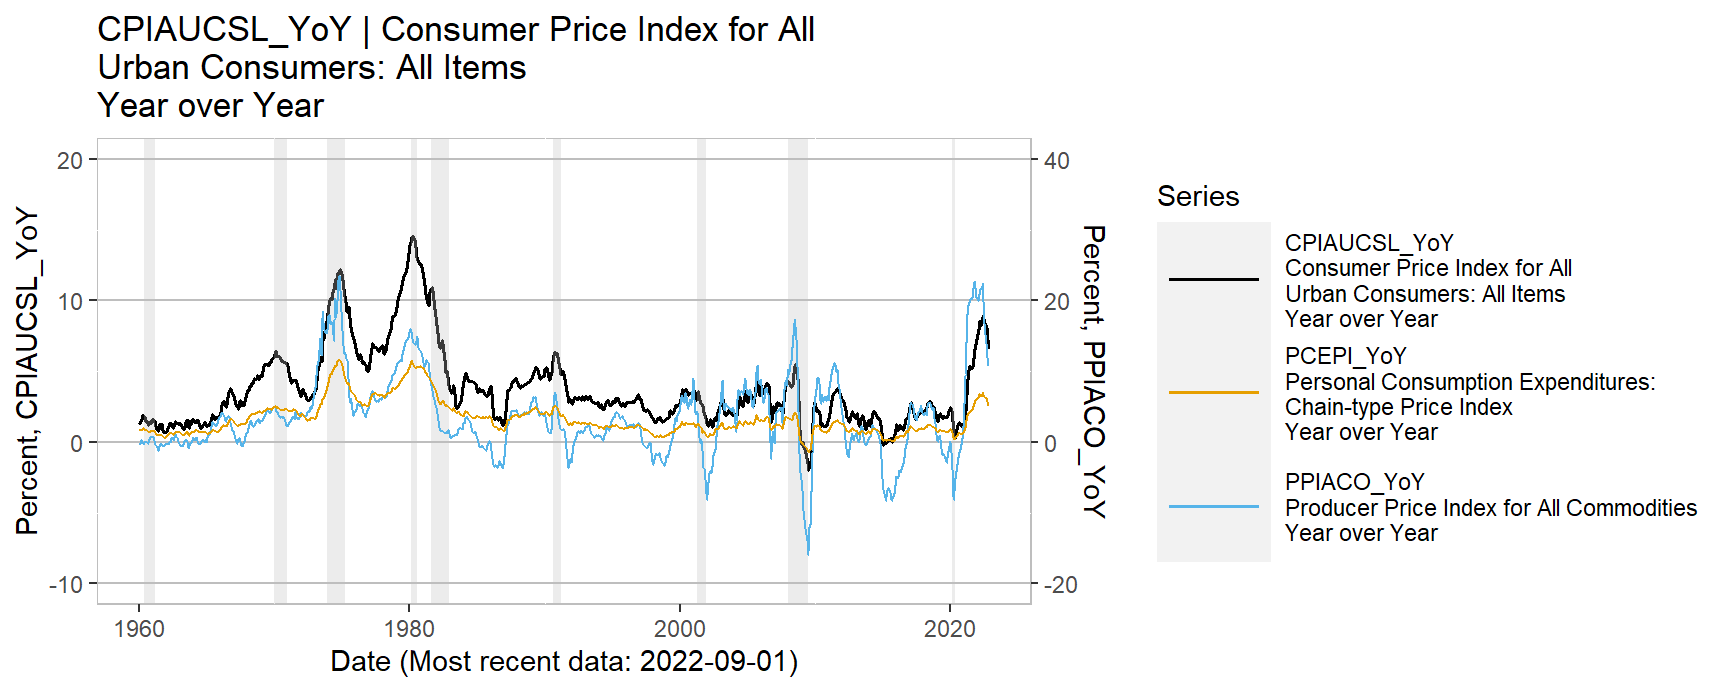 CPIAUCSL_YoY | Consumer Price Index for All
Urban Consumers: All Items
Year over Year
20
10
0
-10
Percent, CPIAUCSL_YoY
40
20
0
-20
Percent, PPIACO_YoY
1960
1980
2000
2020
Date (Most recent data: 2022-09-01)
Series
CPIAUCSL_YoY
Consumer Price Index for All
Urban Consumers: All Items
Year over Year
PCEPI_YoY
Personal Consumption Expenditures:
Chain-type Price Index
Year over Year
PPIACO_YoY
Producer Price Index for All Commodities
Year over Year